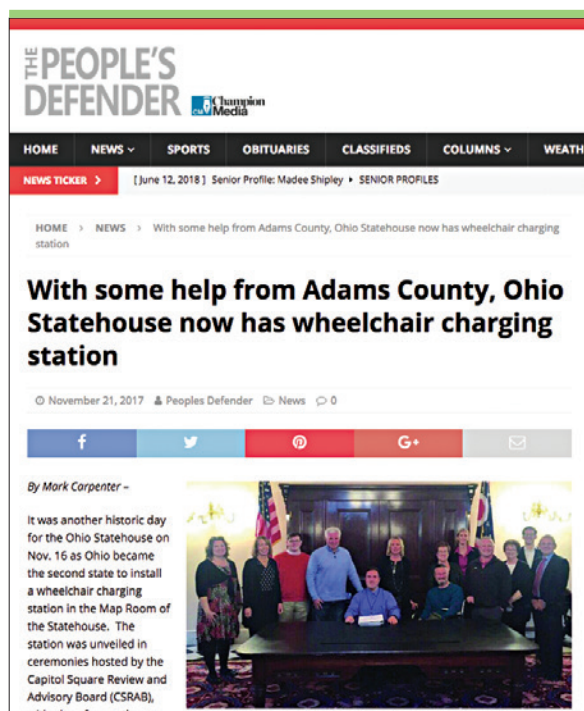 THE PEOPLE'S
DEFENDER
CM Champion
Media
HOME NEWS SPORTS OBITUARIES CLASSIFIEDS COLUMNS WEATH
NEWS TICKER > [ June 12, 2018 ] Senior Profile: Madee Shipley SENIOR PROFILES
HOME > NEWS > With some help from Adams County, Ohio Statehouse now has wheelchair charging
station
With some help from Adams County, Ohio
Statehouse now has wheelchair charging
station
November 21, 2017 Peoples Defender News 0
f G+
By Mark Carpenter –
It was another historic day
for the Ohio Statehouse on
Nov. 16 as Ohio became
the second state to install
a wheelchair charging
station in the Map Room of
the Statehouse. The
station was unveiled in
ceremonies hosted by the
Capitol Square Review and
Advisory Board (CSRAB),